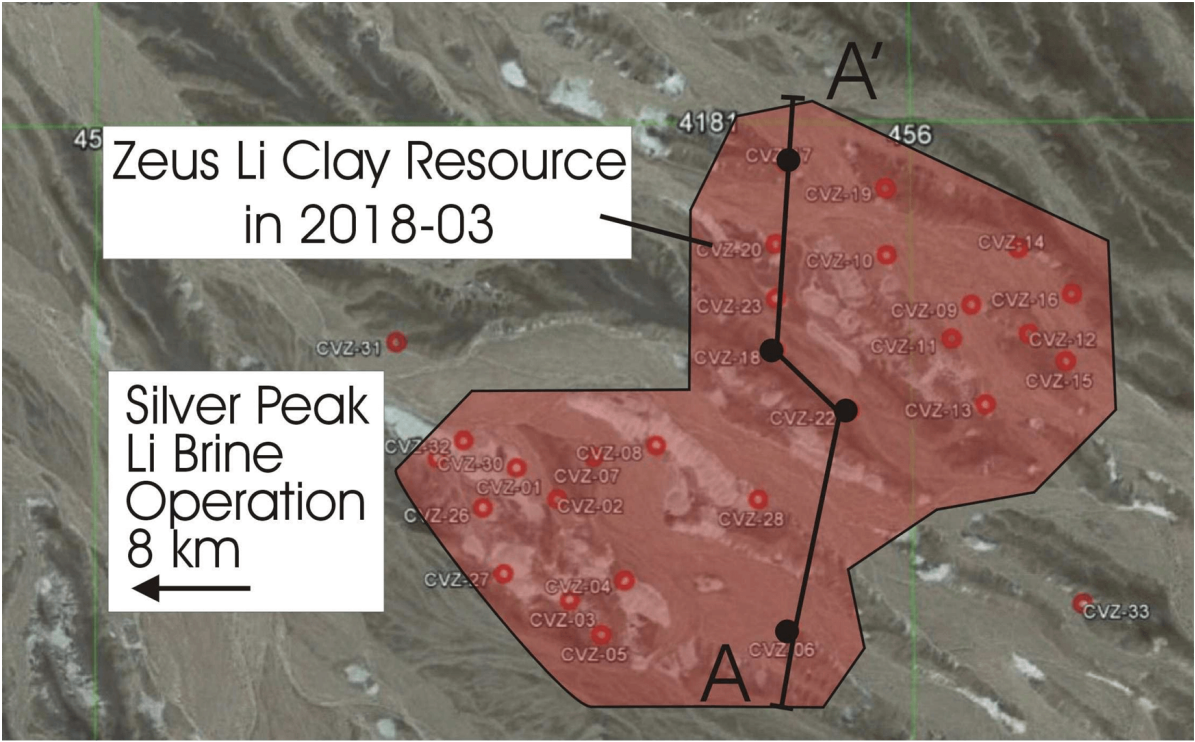 A'
4181
456
45
Zeus Li Clay Resource
in 2018-03
CVZ-19
CVZ-20
CVZ-10
CVZ-14
CVZ-23
CVZ-09
CVZ-16
CVZ-31
CVZ-18
CVZ-11
CVZ-12
CVZ-15
Silver Peak
Li Brine
Operation
8 km
CVZ-22
CVZ-13
CVZ-32
CVZ-30
CVZ-08
CVZ-07
CVZ-01
CVZ-02
CVZ-26
CVZ-28
CVZ-27
CVZ-04
CVZ-03
CVZ-33
CVZ-05
CVZ-06
A